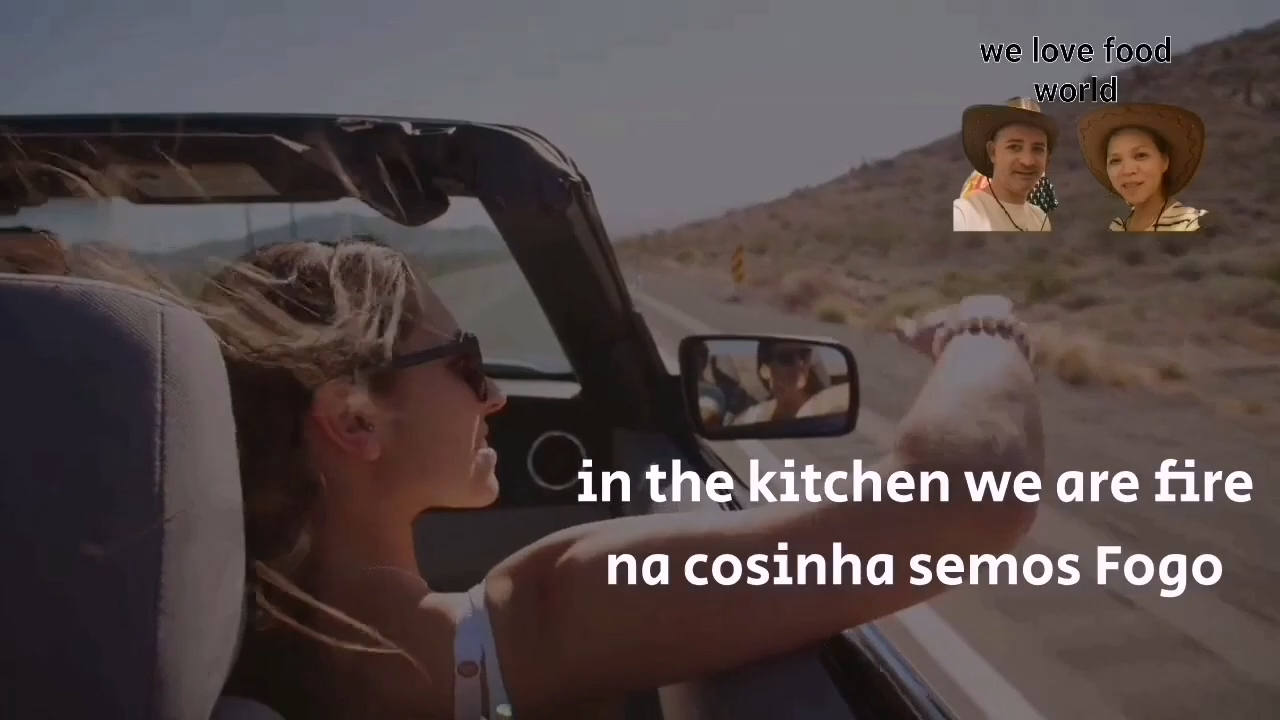 we love food
world
in the kitchen we are fire
na cosinha semos Fogo